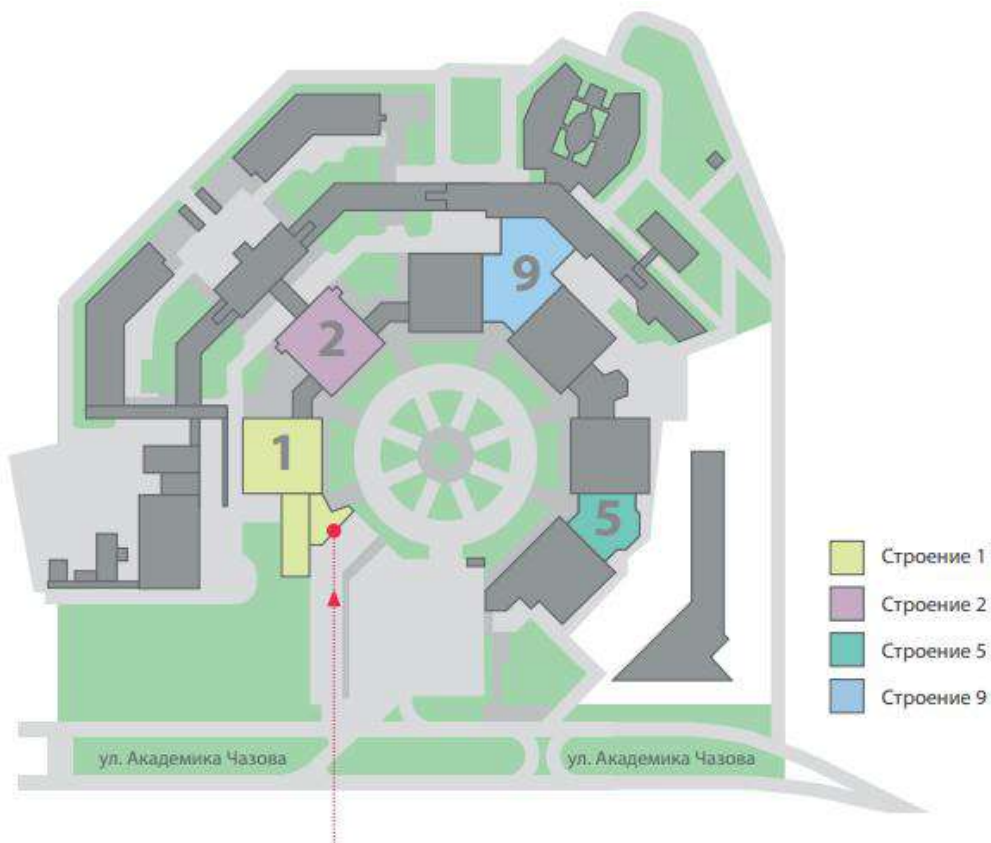 9
2
1
5
Строение 1
Строение 2
Строение 5
Строение 9
ул. Академика Чазова
ул. Академика Чазова